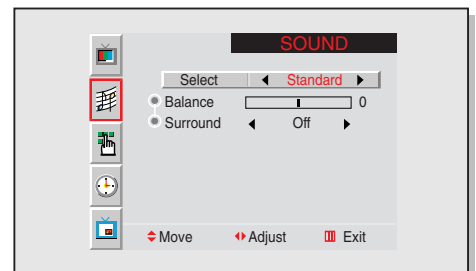 SOUND
Select Standard
Balance 0
Surround Off
Move Adjust Exit